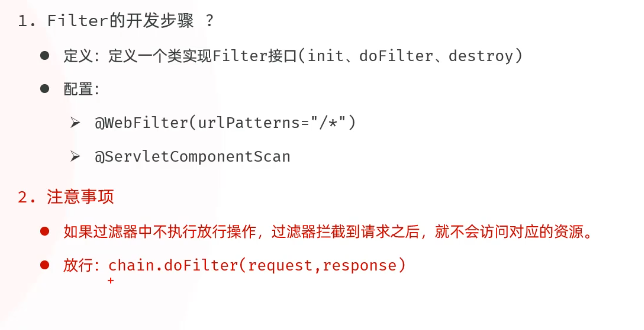 1. Filter的开发步骤 ?
● 定义：定义一个类实现Filter接口(init、doFilter、destroy)
● 配置：
➢ @WebFilter(urlPatterns="/*")
➢ @ServletComponentScan
2. 注意事项
● 如果过滤器中不执行放行操作，过滤器拦截到请求之后，就不会访问对应的资源。
● 放行：chain.doFilter(request,response)